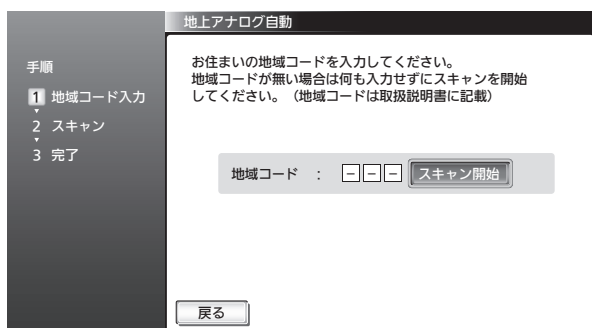 地上アナログ自動
手順
1 地域コード入力
2 スキャン
3 完了
お住まいの地域コードを入力してください。
地域コードが無い場合は何も入力せずにスキャンを開始
してください。（地域コードは取扱説明書に記載）
地域コード : − − − スキャン開始
戻る